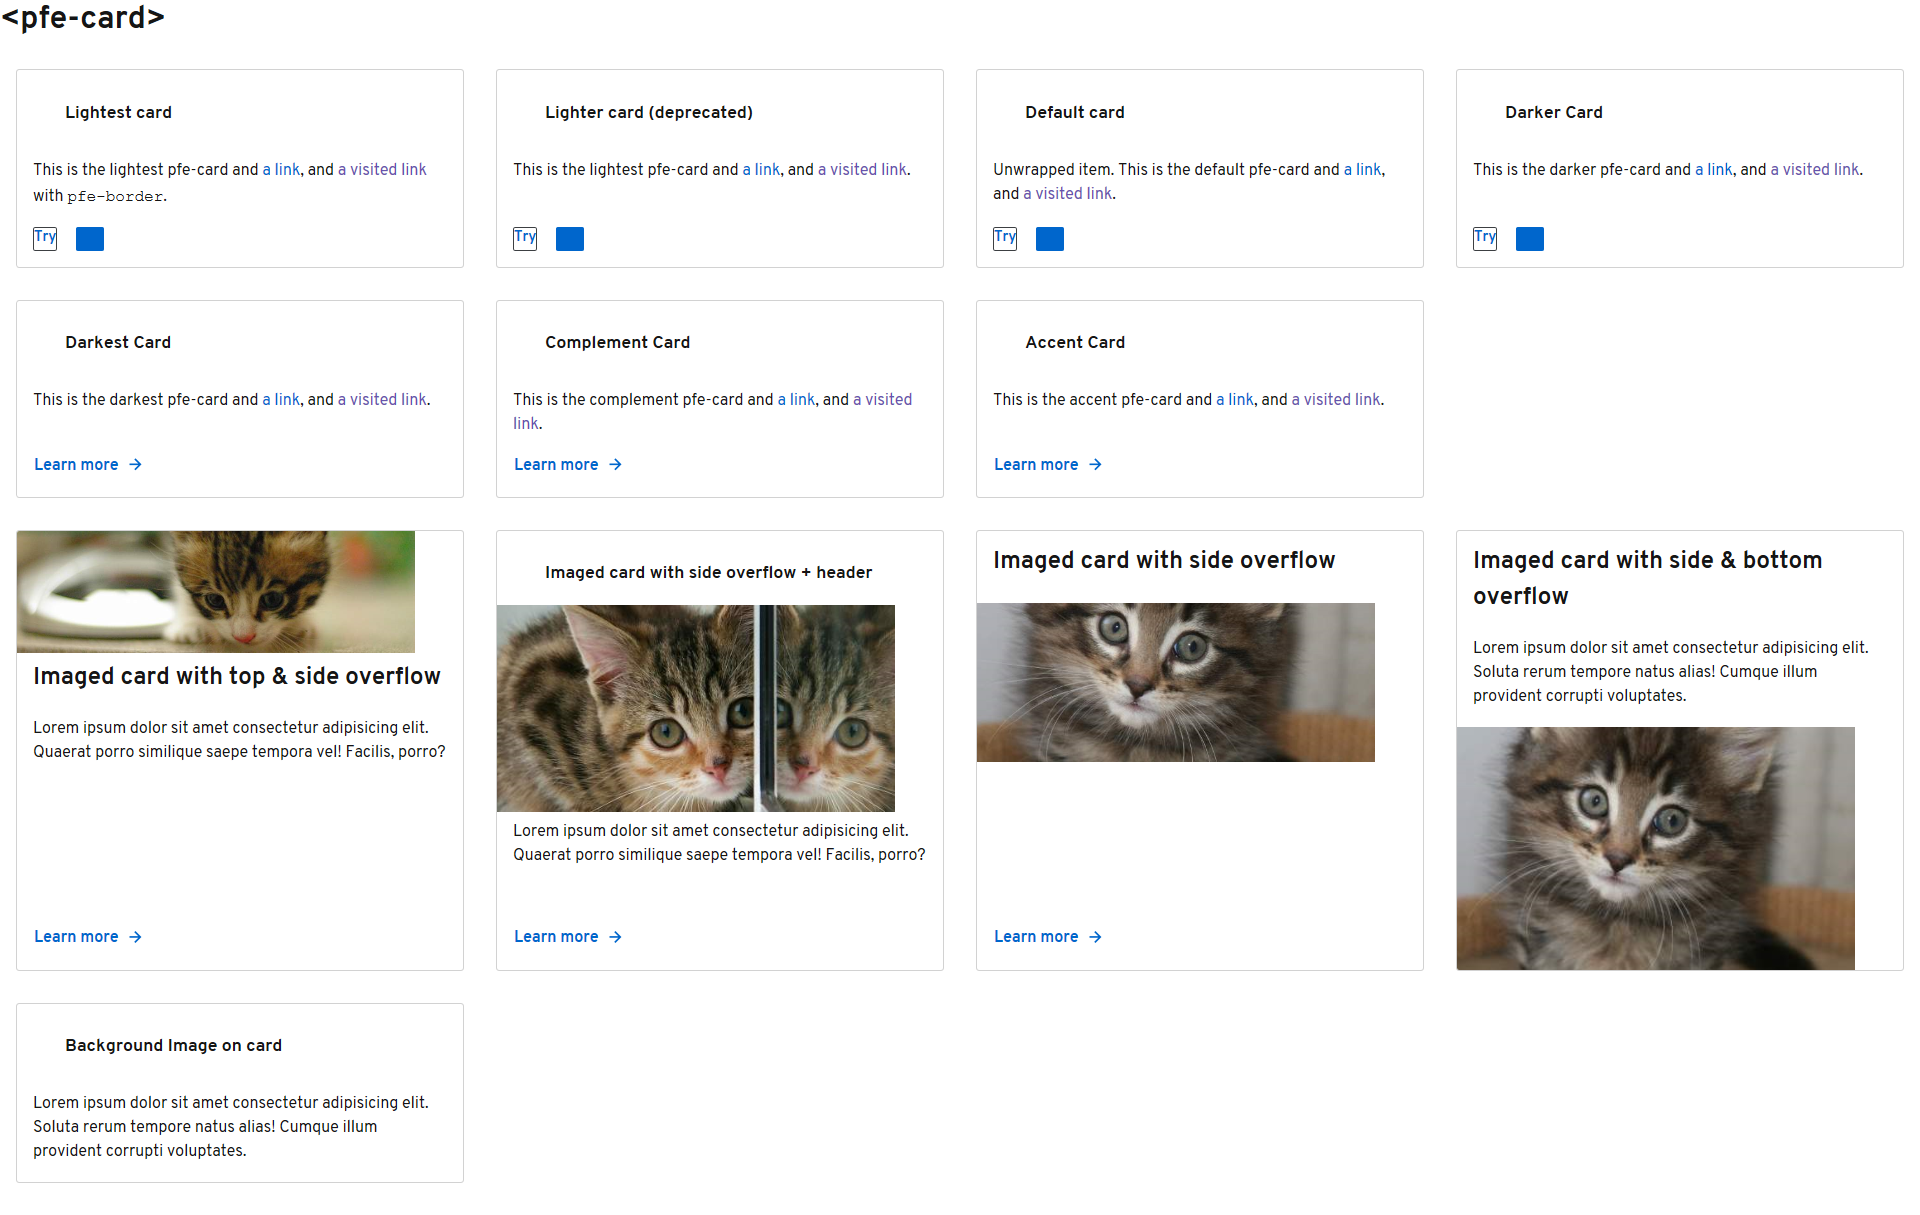 <pfe-card>
Lightest card
This is the lightest pfe-card and a link, and a visited link
with pfe-border.
Try
Lighter card (deprecated)
This is the lightest pfe-card and a link, and a visited link.
Try
Default card
Unwrapped item. This is the default pfe-card and a link,
and a visited link.
Try
Darker Card
This is the darker pfe-card and a link, and a visited link.
Try
Darkest Card
This is the darkest pfe-card and a link, and a visited link.
Learn more
Complement Card
This is the complement pfe-card and a link, and a visited
link.
Learn more
Accent Card
This is the accent pfe-card and a link, and a visited link.
Learn more
Imaged card with top & side overflow
Lorem ipsum dolor sit amet consectetur adipisicing elit.
Quaerat porro similique saepe tempora vel! Facilis, porro?
Learn more
Imaged card with side overflow + header
Lorem ipsum dolor sit amet consectetur adipisicing elit.
Quaerat porro similique saepe tempora vel! Facilis, porro?
Learn more
Imaged card with side overflow
Learn more
Imaged card with side & bottom
overflow
Lorem ipsum dolor sit amet consectetur adipisicing elit.
Soluta rerum tempore natus alias! Cumque illum
provident corrupti voluptates.
Background Image on card
Lorem ipsum dolor sit amet consectetur adipisicing elit.
Soluta rerum tempore natus alias! Cumque illum
provident corrupti voluptates.